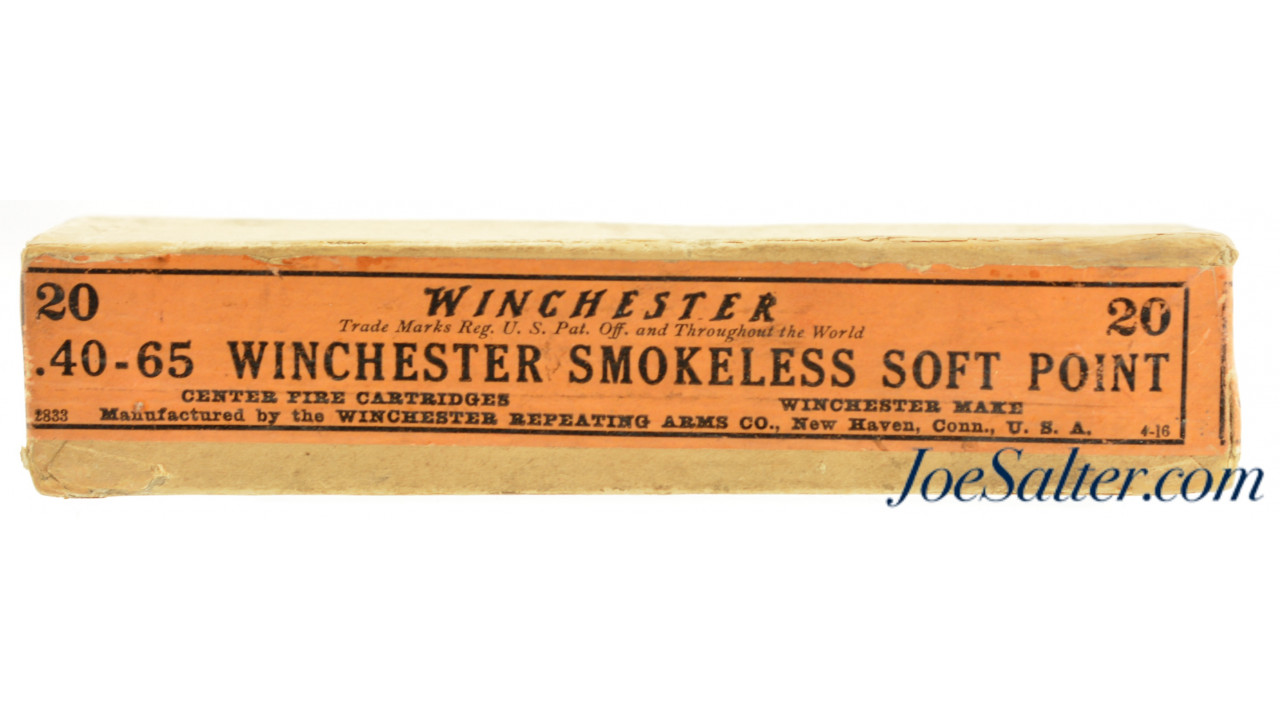 20 WINCHESTER 20
Trade Marks Reg. U. S. Pat. Off. and Throughout the World
.40-65 WINCHESTER SMOKELESS SOFT POINT
CENTER FIRE CARTRIDGES WINCHESTER MAKE
2833 Manufactured by the WINCHESTER REPEATING ARMS CO., New Haven, Conn., U. S. A. 4-16
JoeSalter.com